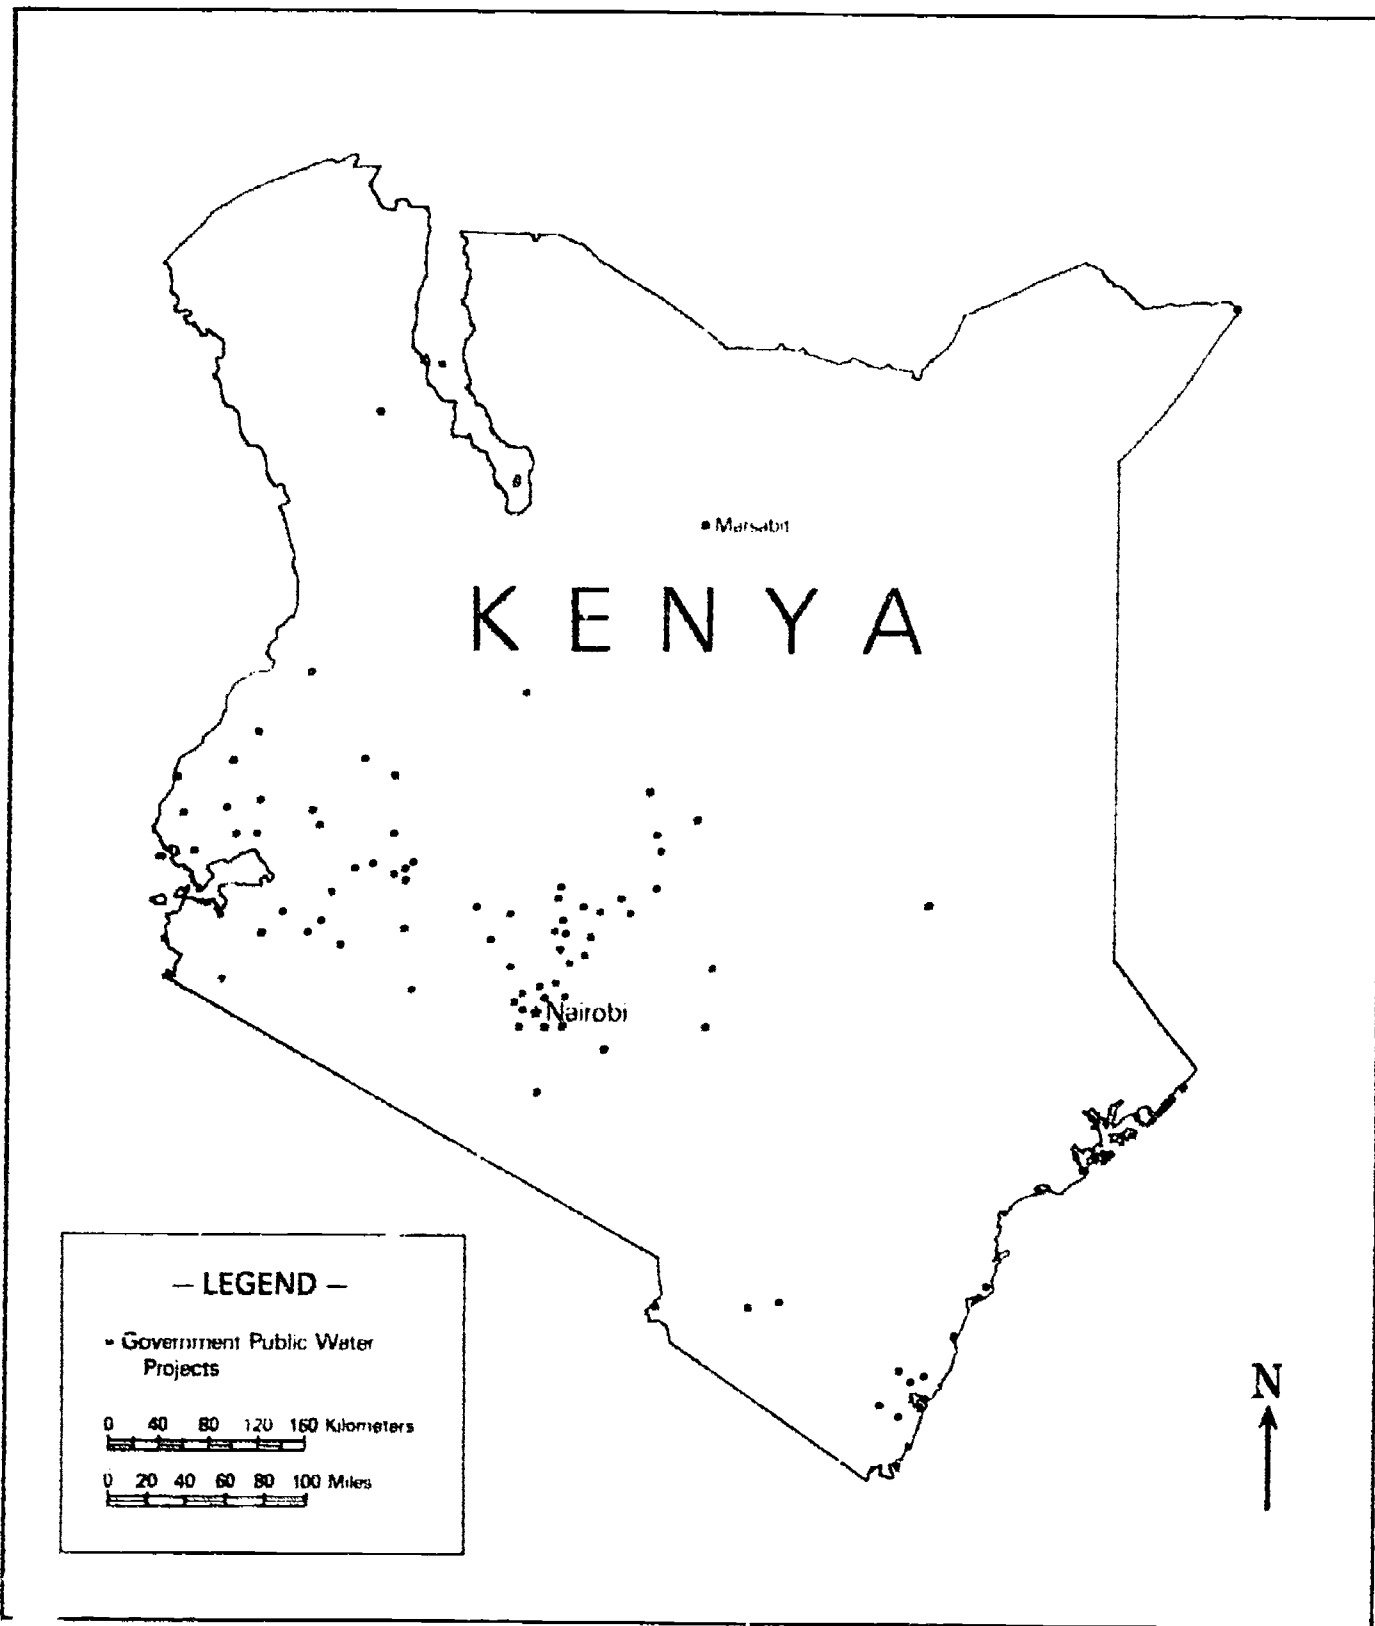 Marsabit
KENYA
Nairobi
— LEGEND —
Government Public Water
Projects
0 40 80 120 160 Kilometers
0 20 40 60 80 100 Miles
N